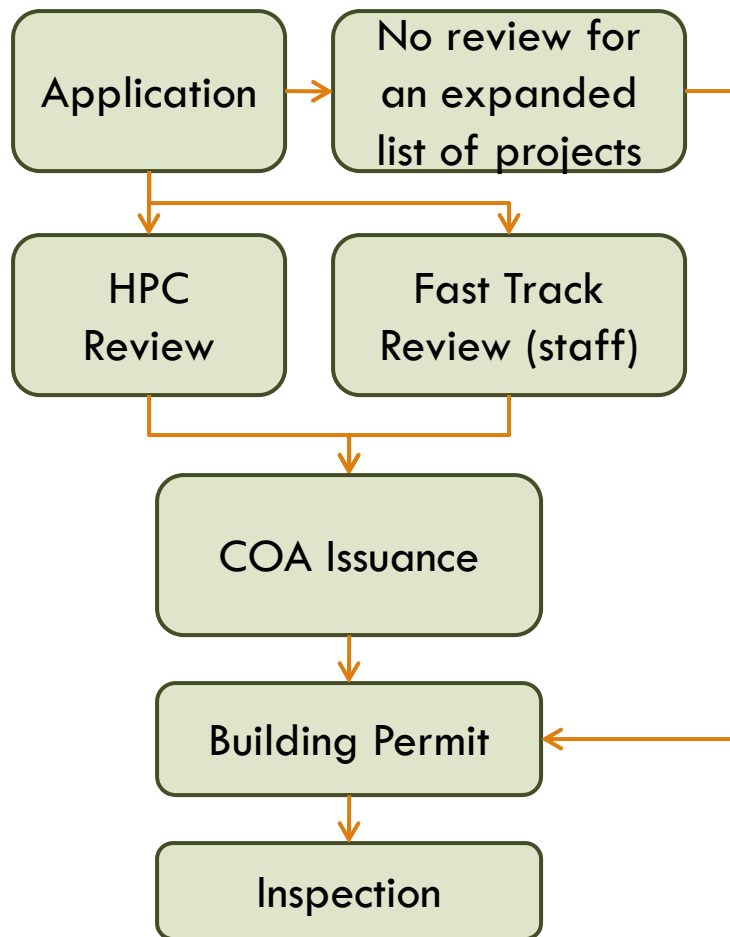 Application
No review for
an expanded
list of projects
HPC
Review
Fast Track
Review (staff)
COA Issuance
Building Permit
Inspection